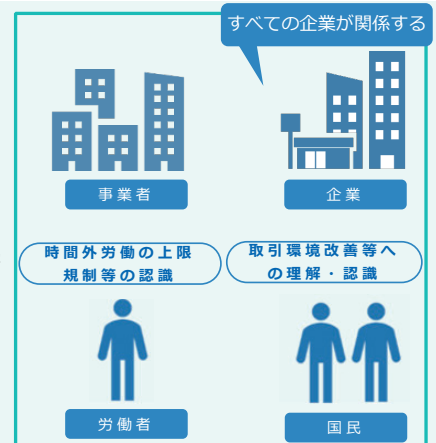 すべての企業が関係する
事業者
企業
時間外労働の上限
規制等の認識
取引環境改善等へ
の理解・認識
労働者
国民